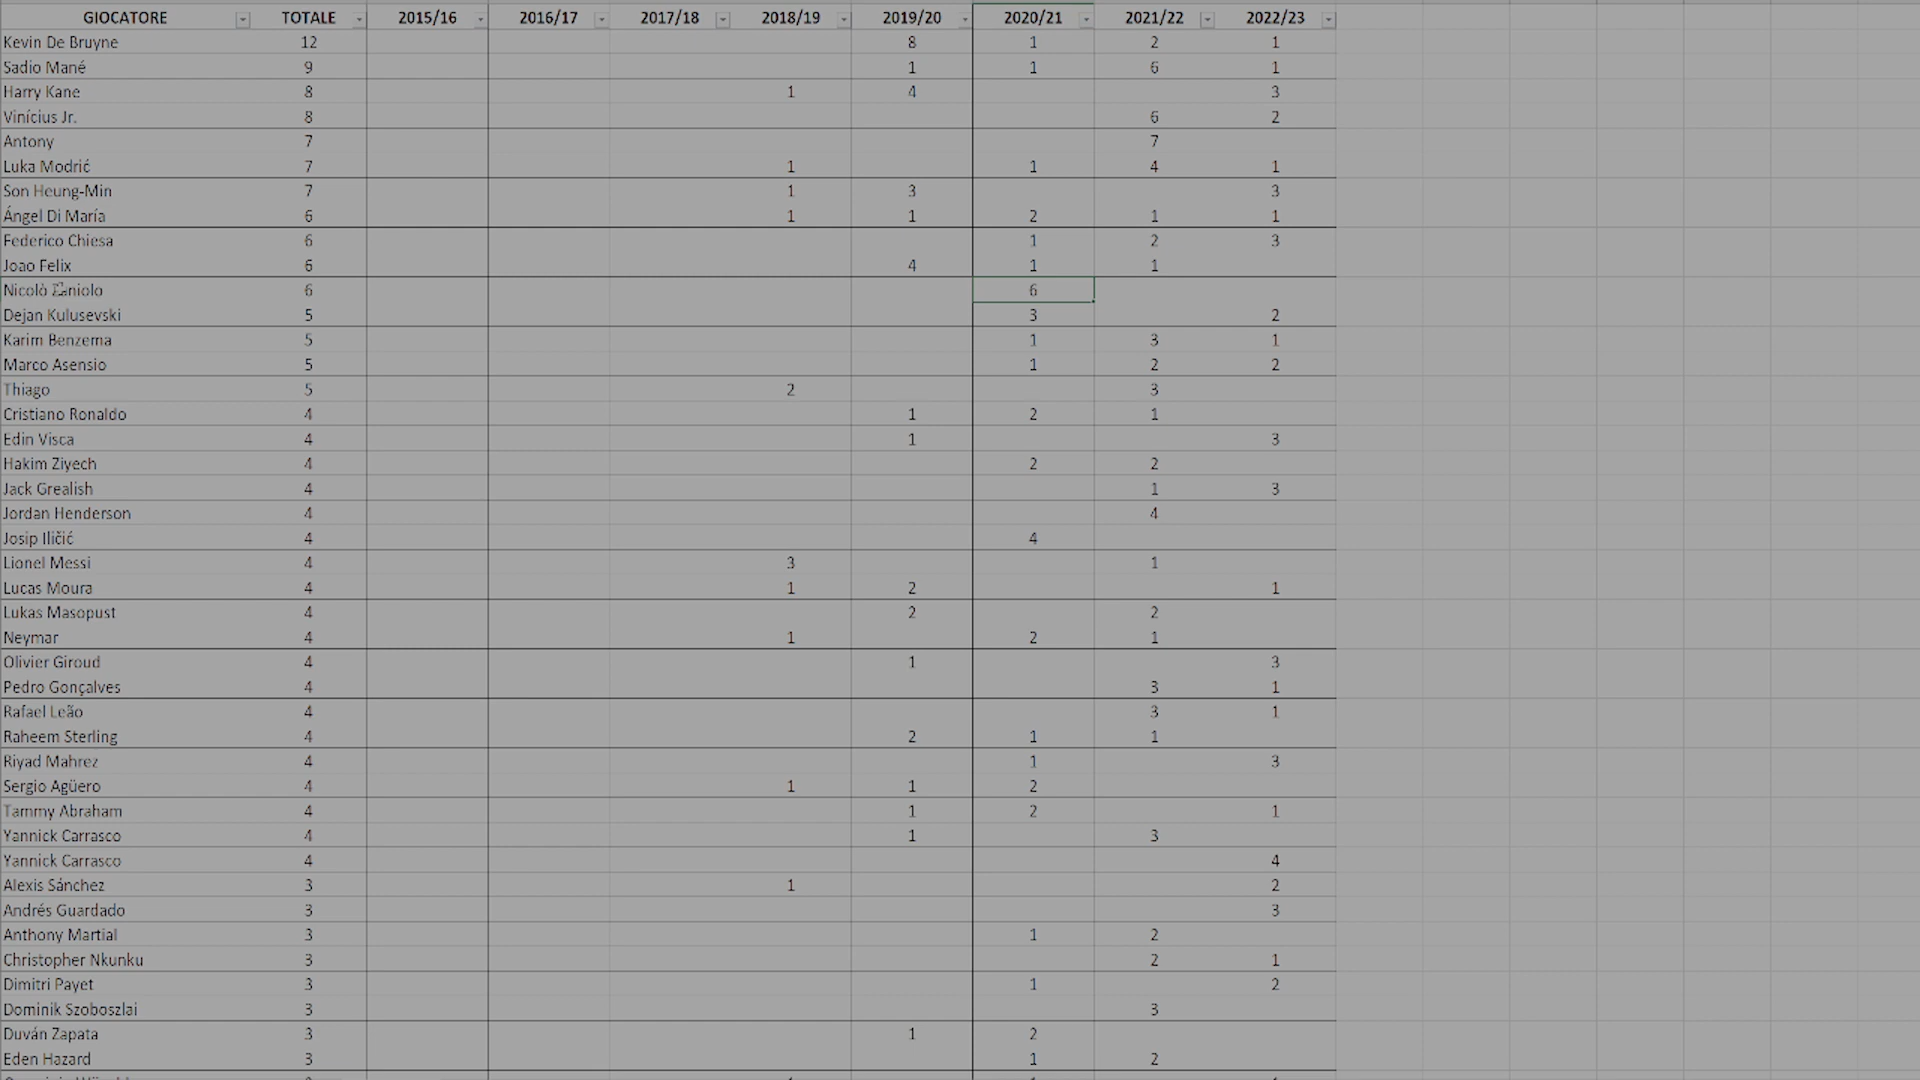 GIOCATORE TOTALE 2015/16 2016/17 2017/18 2018/19 2019/20 2020/21 2021/22 2022/23
Kevin De Bruyne 12 8 1 2 1
Sadio Mané 9 1 1 6 1
Harry Kane 8 1 4 3
Vinícius Jr. 8 6 2
Antony 7 7
Luka Modrić 7 1 1 4 1
Son Heung-Min 7 1 3 3
Ángel Di María 6 1 1 2 1 1
Federico Chiesa 6 1 2 3
Joao Felix 6 4 1 1
Nicolò Zaniolo 6 6
Dejan Kulusevski 5 3 2
Karim Benzema 5 1 3 1
Marco Asensio 5 1 2 2
Thiago 5 2 3
Cristiano Ronaldo 4 1 2 1
Edin Visca 4 1 3
Hakim Ziyech 4 2 2
Jack Grealish 4 1 3
Jordan Henderson 4 4
Josip Iličić 4 4
Lionel Messi 4 3 1
Lucas Moura 4 1 2 1
Lukas Masopust 4 2 2
Neymar 4 1 2 1
Olivier Giroud 4 1 3
Pedro Gonçalves 4 3 1
Rafael Leão 4 3 1
Raheem Sterling 4 2 1 1
Riyad Mahrez 4 1 3
Sergio Agüero 4 1 1 2
Tammy Abraham 4 1 2 1
Yannick Carrasco 4 1 3
Yannick Carrasco 4 4
Alexis Sánchez 3 1 2
Andrés Guardado 3 3
Anthony Martial 3 1 2
Christopher Nkunku 3 2 1
Dimitri Payet 3 1 2
Dominik Szoboszlai 3 3
Duván Zapata 3 1 2
Eden Hazard 3 1 2